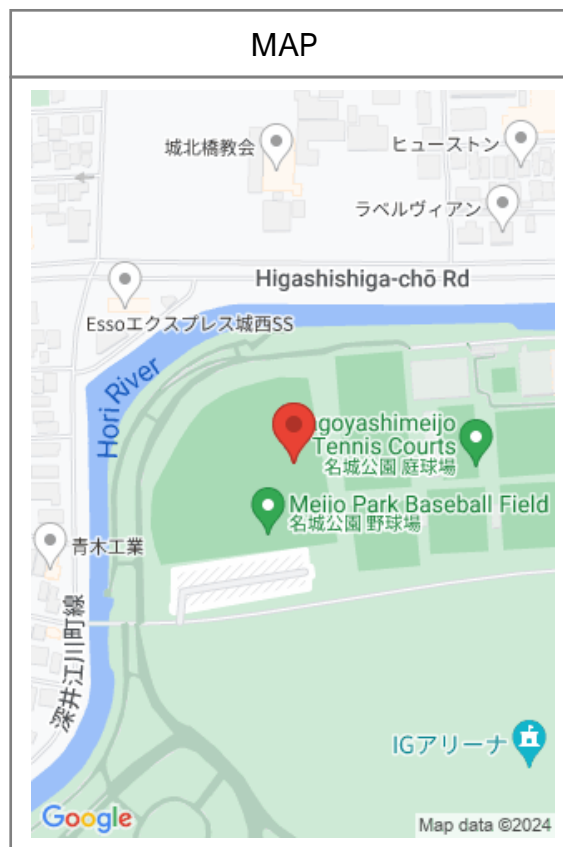 MAP
城北橋教会
ヒューストン
ラベルヴィアン
Higashishiga-chō Rd
Essoエクスプレス城西SS
Hori River
agoyashimeijo
Tennis Courts
名城公園 庭球場
Meijo Park Baseball Field
名城公園 野球場
青木工業
深井江川町線
IGアリーナ
Google
Map data ©2024